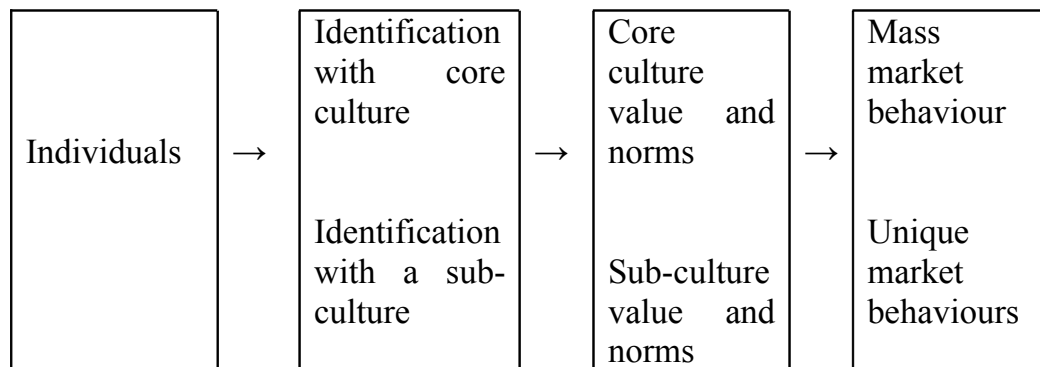 Individuals
→
Identification
with core
culture
Identification
with a sub-
culture
→
Core
culture
value and
norms
Sub-culture
value and
norms
→
Mass
market
behaviour
Unique
market
behaviours